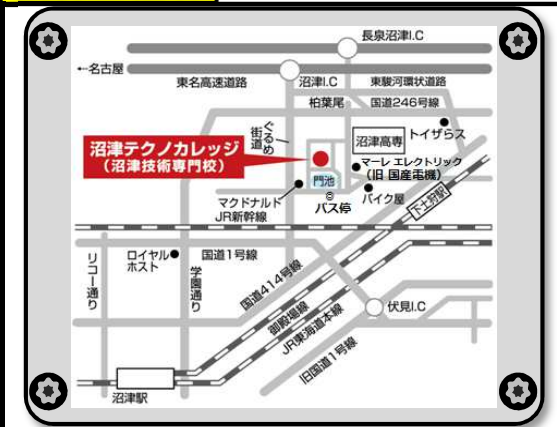 長泉沼津I.C
←名古屋
東名高速道路
沼津I.C
東駿河環状道路
柏葉尾
国道246号線
ぐるめ
街道
沼津高専
トイザらス
沼津テクノカレッジ
(沼津技術専門校)
マーレ エレクトリック
(旧 国産電機)
門池
マクドナルド
バス停
バイク屋
JR新幹線
下土狩駅
リコー通り
ロイヤル
ホスト
国道1号線
学園通り
国道414号線
御殿場線
JR東海道本線
伏見I.C
旧国道1号線
沼津駅